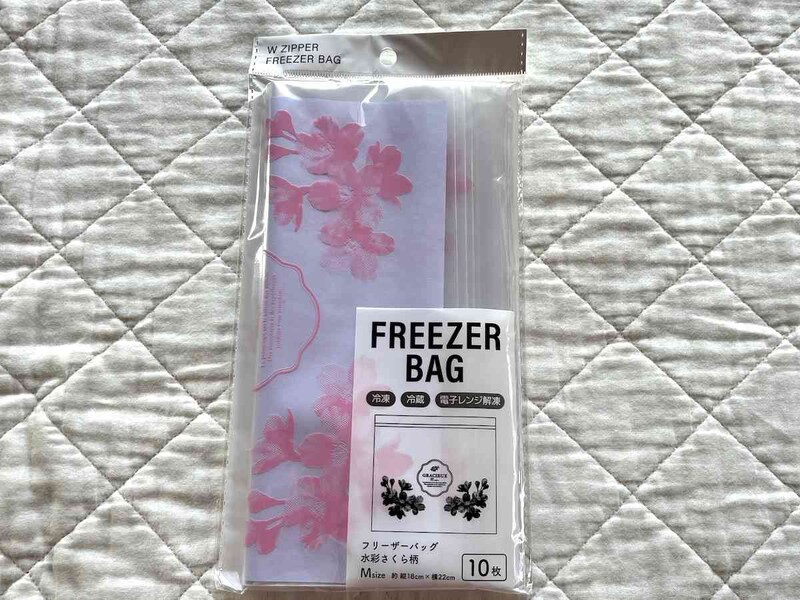 W ZIPPER
FREEZER BAG
FREEZER
BAG
冷凍 冷蔵 電子レンジ解凍
GRACIEUX
フリーザーバッグ
水彩さくら柄
Msize 約 縦18cm×横22cm
10枚